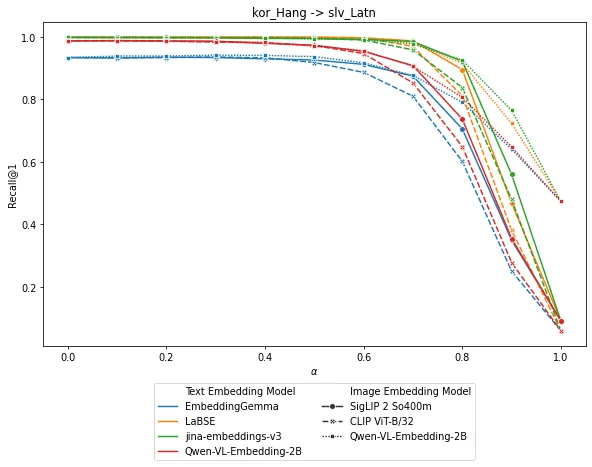 kor_Hang -> slv_Latn
Recall@1
1.0
0.8
0.6
0.4
0.2
0.0 0.2 0.4 0.6 0.8 1.0
α
Text Embedding Model
EmbeddingGemma
LaBSE
jina-embeddings-v3
Qwen-VL-Embedding-2B
Image Embedding Model
SigLIP 2 So400m
CLIP ViT-B/32
Qwen-VL-Embedding-2B